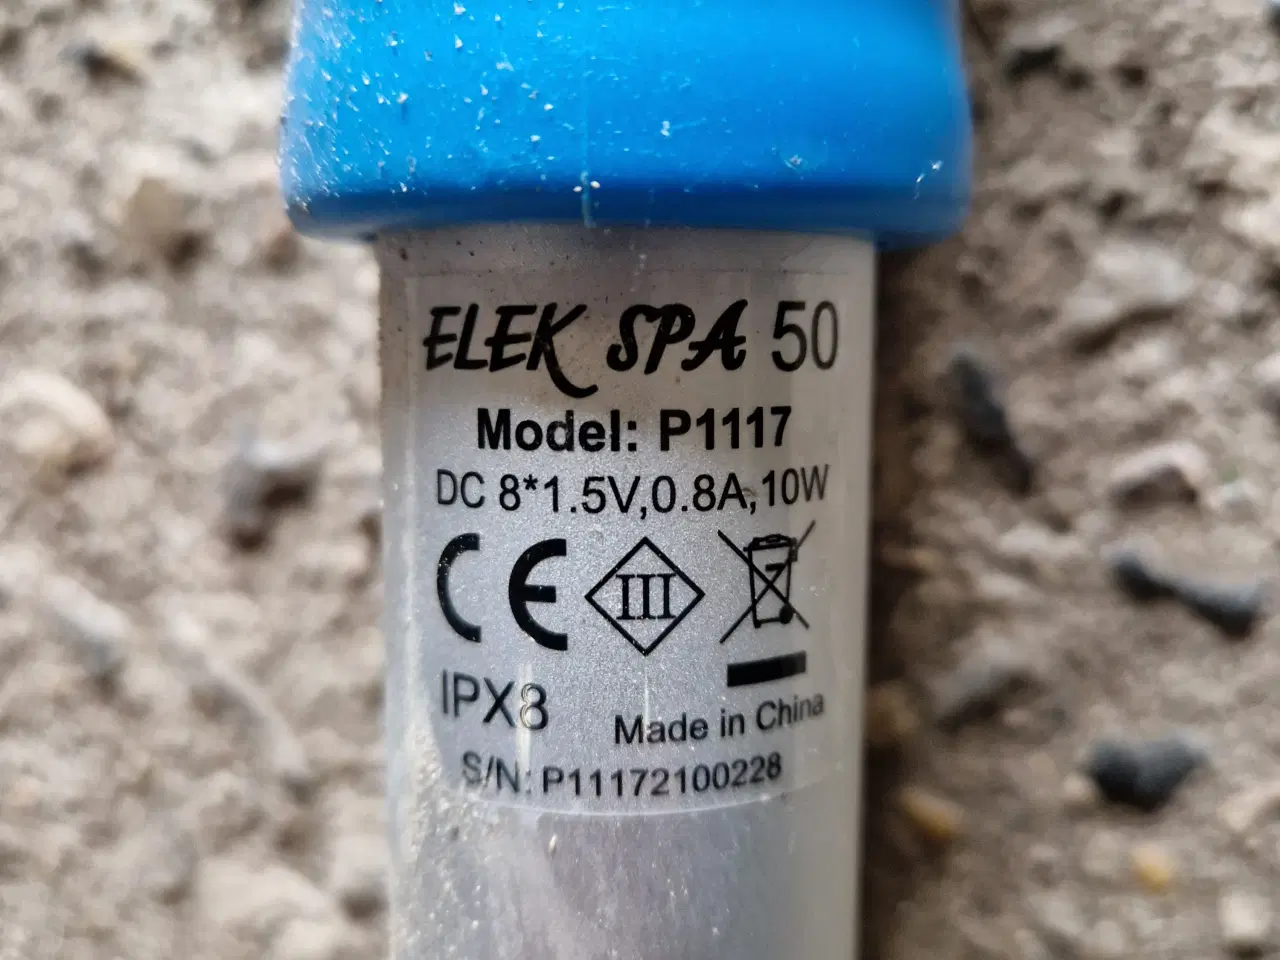 ELEK SPA 50
Model: P1117
DC 8*1.5V,0.8A,10W
CE III
IPX8 Made in China
S/N: P11172100228